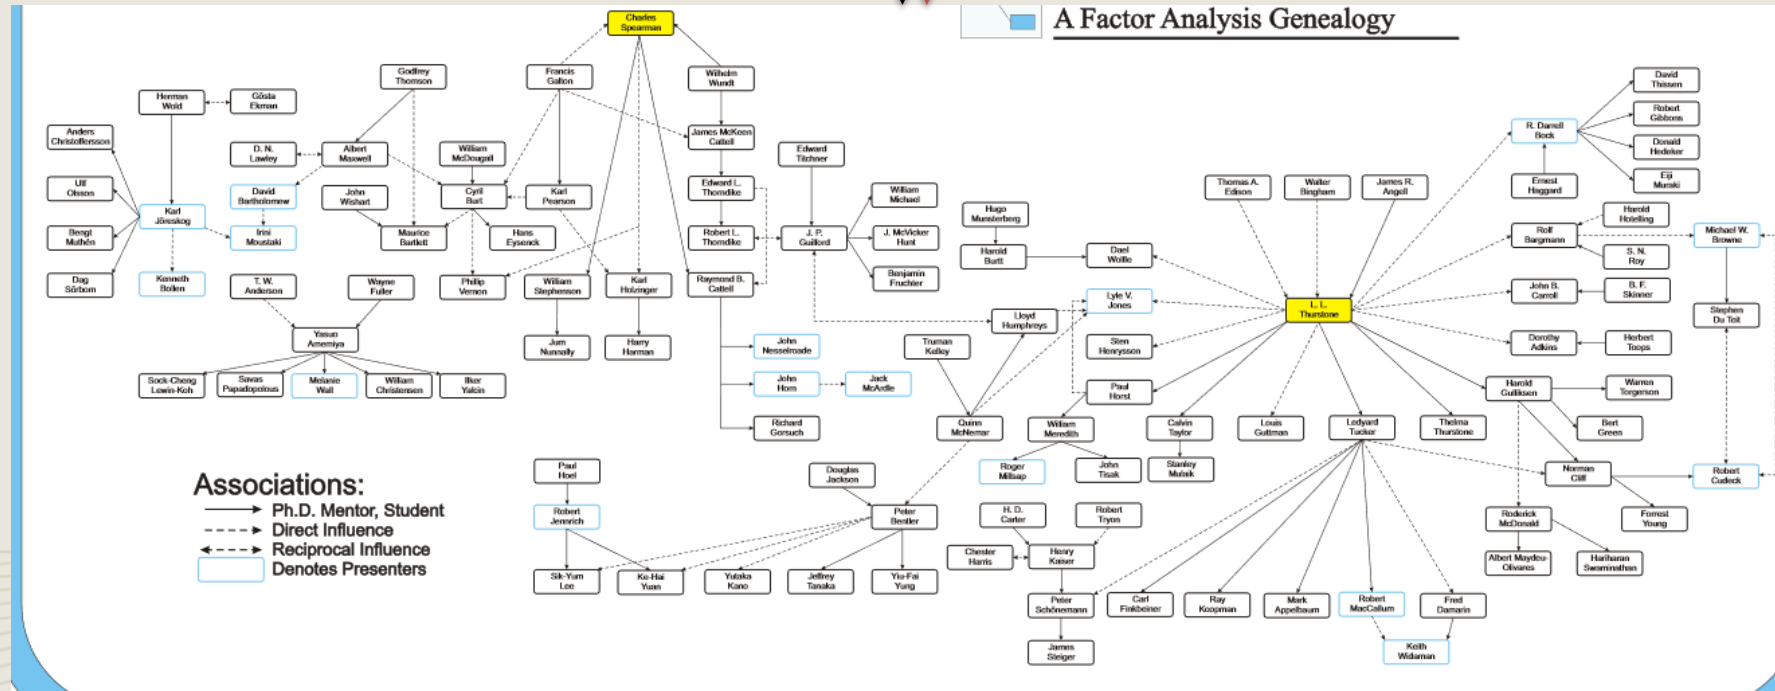 A Factor Analysis Genealogy
Charles
Spearman
Godfrey
Thomson
Francis
Galton
Wilhelm
Wundt
Herman
Wold
Gösta
Ekman
Anders
Christoffersson
D. N.
Lawley
Albert
Maxwell
William
McDougall
James McKeen
Cattell
Edward
Titchner
Ulf
Olsson
David
Bartholomew
John
Wishart
Cyril
Burt
Karl
Pearson
Edward L.
Thorndike
William
Michael
Karl
Jöreskog
Bengt
Muthén
Irini
Moustaki
Maurice
Bartlett
Hans
Eysenck
Robert L.
Thorndike
J. P.
Guilford
J. McVicker
Hunt
Dag
Sörbom
Kenneth
Bollen
T. W.
Anderson
Wayne
Fuller
Philip
Vernon
William
Stephenson
Karl
Holzinger
Raymond B.
Cattell
Benjamin
Fruchter
Yasuo
Amemiya
Jum
Nunnally
Harry
Harman
John
Nesselroade
Sock-Cheng
Lewin-Koh
Savas
Papadopolous
Melanie
Wall
William
Christensen
Ilker
Yalcin
John
Horn
Jack
McArdle
Richard
Gorsuch
David
Thissen
Robert
Gibbons
R. Darrell
Bock
Donald
Hedeker
Ernest
Haggard
Eiji
Muraki
Thomas A.
Edison
Walter
Bingham
James R.
Angell
Hugo
Munsterberg
Harold
Burtt
Dael
Wolfle
Harold
Hotelling
Rolf
Bargmann
S. N.
Roy
Michael W.
Browne
Lyle V.
Jones
L. L.
Thurstone
John B.
Carroll
B. F.
Skinner
Stephen
Du Toit
Lloyd
Humphreys
Truman
Kelley
Sten
Henrysson
Dorothy
Adkins
Herbert
Toops
Paul
Horst
Harold
Gulliksen
Warren
Torgerson
Quinn
McNemar
William
Meredith
Calvin
Taylor
Louis
Guttman
Ledyard
Tucker
Thelma
Thurstone
Bert
Green
Roger
Millsap
John
Tisak
Stanley
Mulaik
Norman
Cliff
Robert
Cudeck
Paul
Hoel
Douglas
Jackson
Robert
Jennrich
Peter
Bentler
H. D.
Carter
Robert
Tryon
Roderick
McDonald
Forrest
Young
Chester
Harris
Henry
Kaiser
Albert Maydeu-
Olivares
Hariharan
Swaminathan
Sik-Yum
Lee
Ke-Hai
Yuan
Yutaka
Kano
Jeffrey
Tanaka
Yiu-Fai
Yung
Peter
Schönemann
Carl
Finkbeiner
Ray
Koopman
Mark
Appelbaum
Robert
MacCallum
Fred
Damarin
James
Steiger
Keith
Widaman
Associations:
Ph.D. Mentor, Student
Direct Influence
Reciprocal Influence
Denotes Presenters